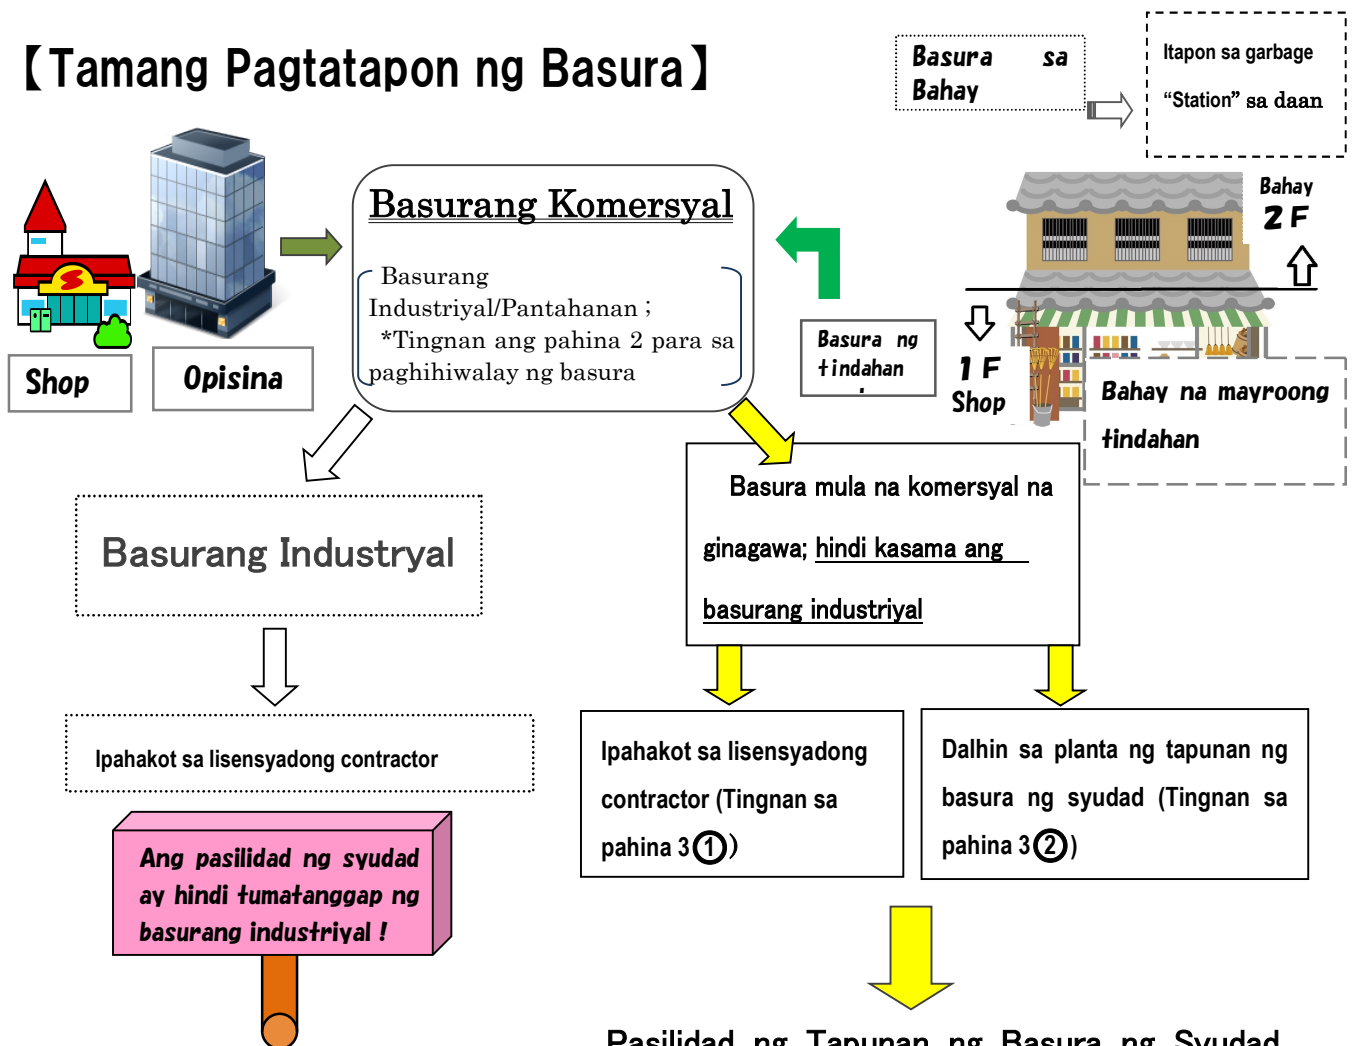 【Tamang Pagtatapon ng Basura】
Basura sa
Bahay
Itapon sa garbage
“Station” sa daan
Basurang Komersyal
Basurang
Industriyal/Pantahanan ;
*Tingnan ang pahina 2 para sa
paghihiwalay ng basura
Shop
Opisina
Basura ng
tindahan
Bahay
2F
1F
Shop
Bahay na mayroong
tindahan
Basurang Industryal
Basura mula na komersyal na
ginagawa; hindi kasama ang
basurang industriyal
Ipahakot sa lisensyadong contractor
Ipahakot sa lisensyadong
contractor (Tingnan sa
pahina 3①)
Dalhin sa planta ng tapunan ng
basura ng syudad (Tingnan sa
pahina 3②)
Ang pasilidad ng syudad
ay hindi tumatanggap ng
basurang industriyal !
Pasilidad ng Tapunan ng Basura ng Syudad